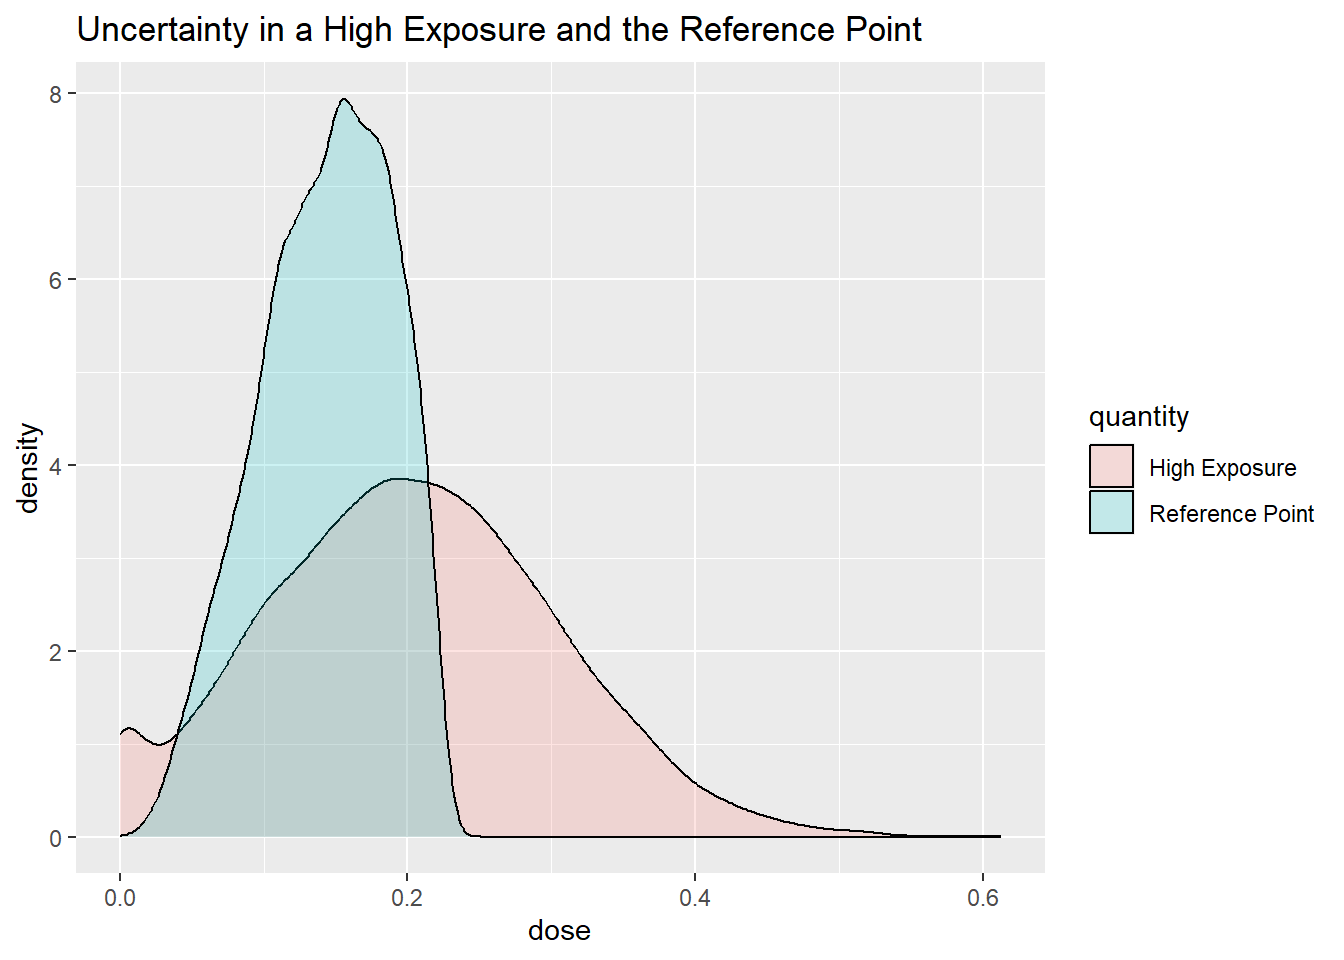 Uncertainty in a High Exposure and the Reference Point
density
8
6
4
2
0
0.0
0.2
0.4
0.6
dose
quantity
High Exposure
Reference Point